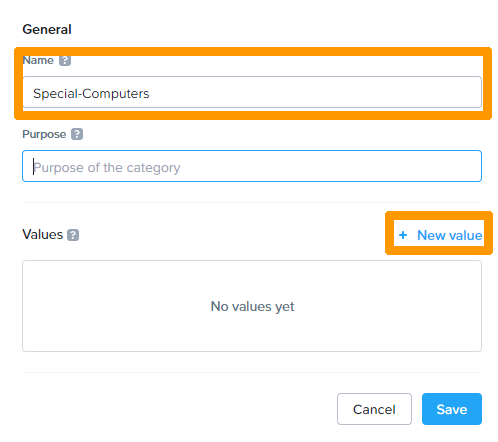 General
Name ?
Special-Computers
Purpose ?
Purpose of the category
Values ?
+ New value
No values yet
Cancel
Save